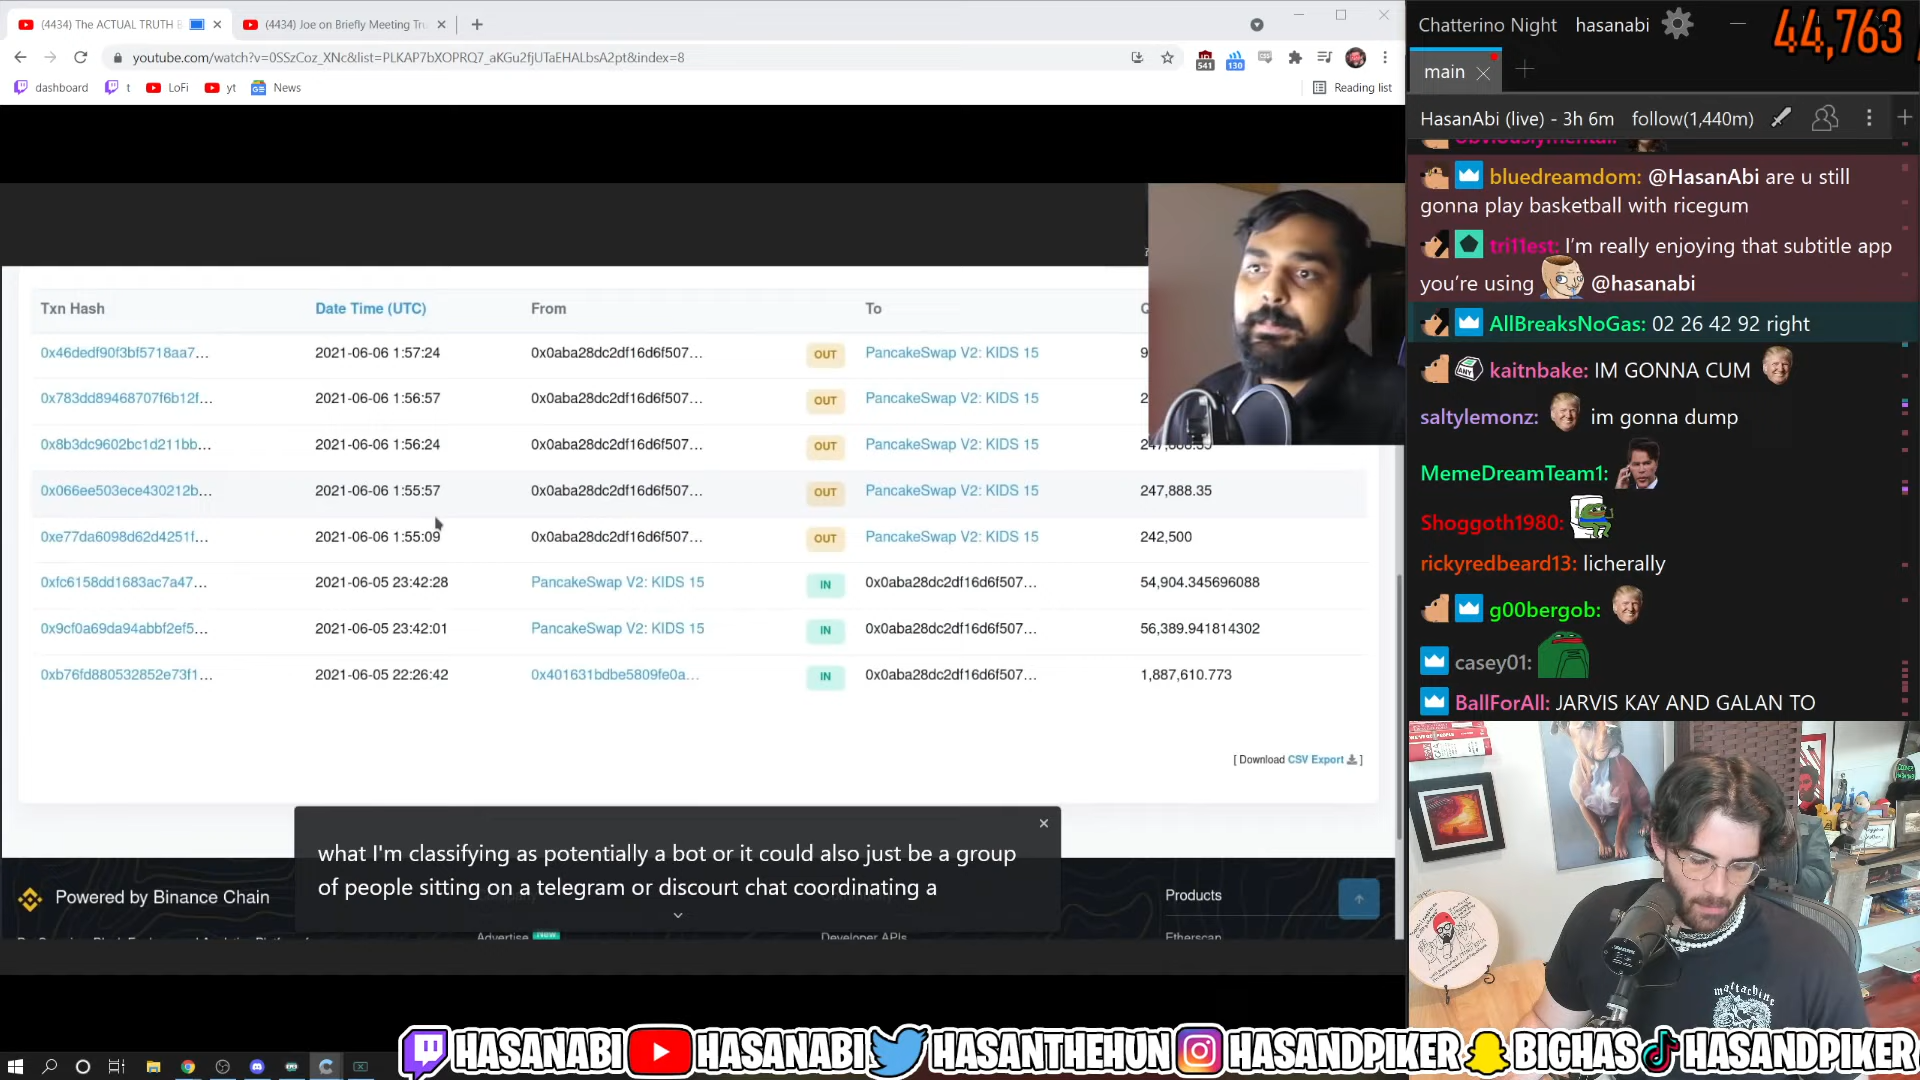 (4434) The ACTUAL TRUTH B
(4434) Joe on Briefly Meeting Tru
youtube.com/watch?v=0SSzCoz_XNc&list=PLKAP7bXOPRQ7_aKGu2fjUTaEHALbsA2pt&index=8
541
130
dashboard
t
LoFi
yt
News
Reading list
Txn Hash Date Time (UTC) From To
0x46dedf90f3bf5718aa7... 2021-06-06 1:57:24 0x0aba28dc2df16d6f507... OUT PancakeSwap V2: KIDS 15 9
0x783dd89468707f6b12f... 2021-06-06 1:56:57 0x0aba28dc2df16d6f507... OUT PancakeSwap V2: KIDS 15 2
0x8b3dc9602bc1d211bb... 2021-06-06 1:56:24 0x0aba28dc2df16d6f507... OUT PancakeSwap V2: KIDS 15
0x066ee503ece430212b... 2021-06-06 1:55:57 0x0aba28dc2df16d6f507... OUT PancakeSwap V2: KIDS 15 247,888.35
0xe77da6098d62d4251f... 2021-06-06 1:55:09 0x0aba28dc2df16d6f507... OUT PancakeSwap V2: KIDS 15 242,500
0xfc6158dd1683ac7a47... 2021-06-05 23:42:28 PancakeSwap V2: KIDS 15 IN 0x0aba28dc2df16d6f507... 54,904.345696088
0x9cf0a69da94abbf2ef5... 2021-06-05 23:42:01 PancakeSwap V2: KIDS 15 IN 0x0aba28dc2df16d6f507... 56,389.941814302
0xb76fd880532852e73f1... 2021-06-05 22:26:42 0x401631bdbe5809fe0a... IN 0x0aba28dc2df16d6f507... 1,887,610.773
[ Download CSV Export ]
what I'm classifying as potentially a bot or it could also just be a group
of people sitting on a telegram or discourt chat coordinating a
Powered by Binance Chain
Products
Advertise
Developer APIs
Etherscan
Chatterino Night hasanabi
44,763
main
HasanAbi (live) - 3h 6m follow(1,440m)
bluedreamdom: @HasanAbi are u still
gonna play basketball with ricegum
tri11est: I'm really enjoying that subtitle app
you're using @hasanabi
AllBreaksNoGas: 02 26 42 92 right
kaitnbake: IM GONNA CUM
saltylemonz: im gonna dump
MemeDreamTeam1:
Shoggoth1980:
rickyredbeard13: licherally
g00bergob:
casey01:
BallForAll: JARVIS KAY AND GALAN TO
HASANABI HASANABI HASANTHEHUN HASANDPIKER BIGHAS HASANDPIKER